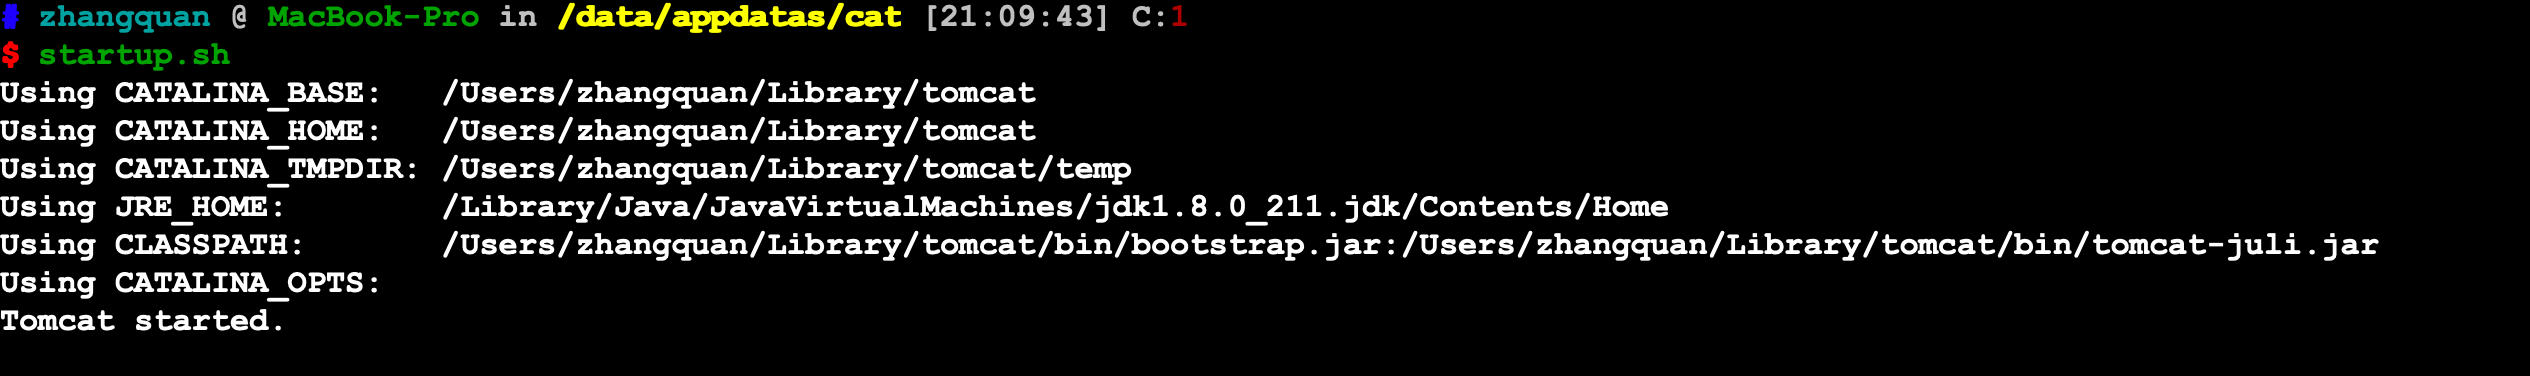 # zhangquan @ MacBook-Pro in /data/appdatas/cat [21:09:43] C:1
$ startup.sh
Using CATALINA_BASE:   /Users/zhangquan/Library/tomcat
Using CATALINA_HOME:   /Users/zhangquan/Library/tomcat
Using CATALINA_TMPDIR: /Users/zhangquan/Library/tomcat/temp
Using JRE_HOME:        /Library/Java/JavaVirtualMachines/jdk1.8.0_211.jdk/Contents/Home
Using CLASSPATH:       /Users/zhangquan/Library/tomcat/bin/bootstrap.jar:/Users/zhangquan/Library/tomcat/bin/tomcat-juli.jar
Using CATALINA_OPTS:
Tomcat started.